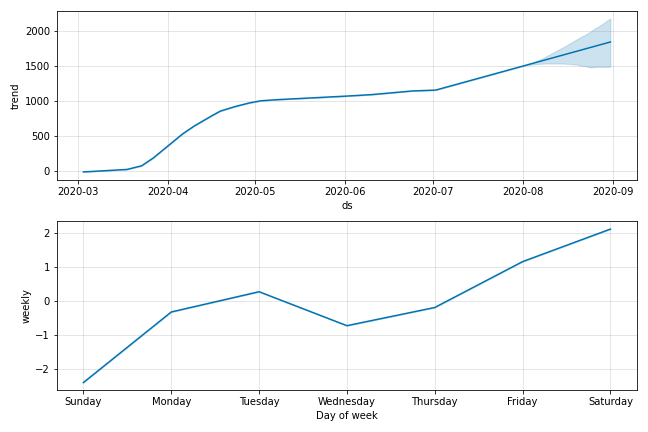 2000
1500
1000
500
0
trend
2020-03 2020-04 2020-05 2020-06 2020-07 2020-08 2020-09
ds
2
1
0
−1
−2
weekly
Sunday Monday Tuesday Wednesday Thursday Friday Saturday
Day of week